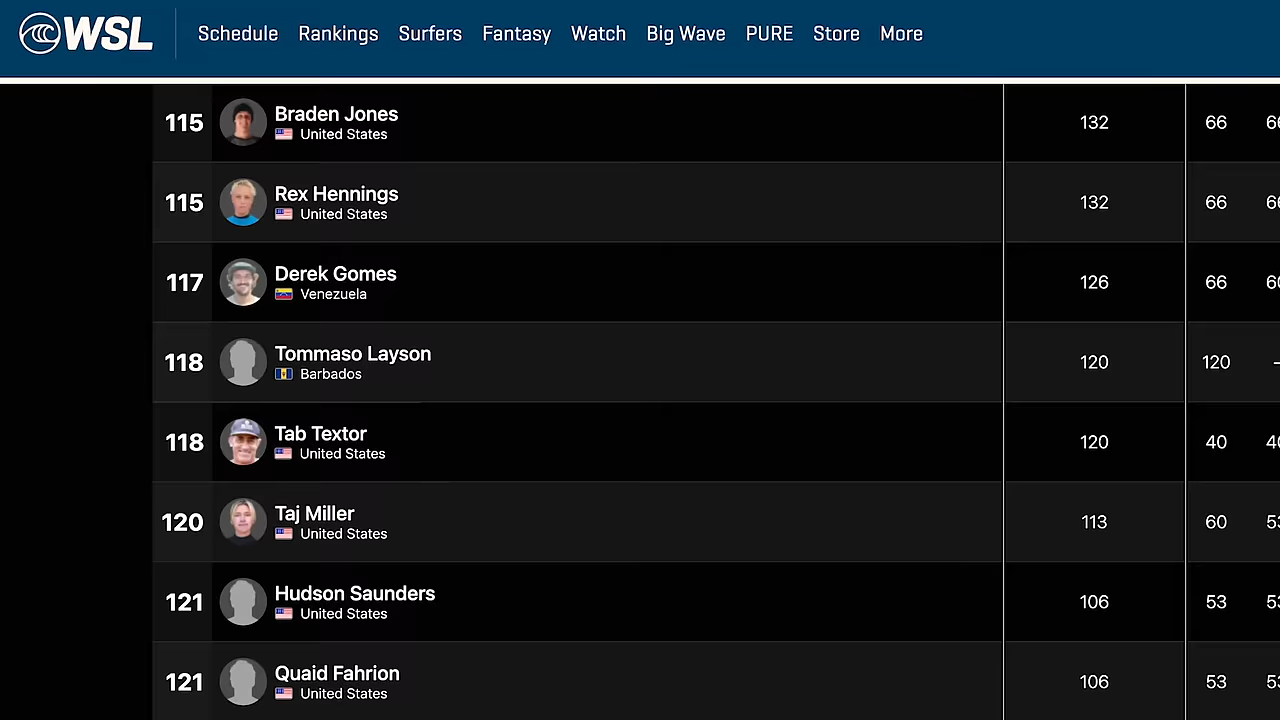 WSL Schedule Rankings Surfers Fantasy Watch Big Wave PURE Store More
115 Braden Jones 132 66
United States
115 Rex Hennings 132 66
United States
117 Derek Gomes 126 66
Venezuela
118 Tommaso Layson 120 120
Barbados
118 Tab Textor 120 40
United States
120 Taj Miller 113 60
United States
121 Hudson Saunders 106 53
United States
121 Quaid Fahrion 106 53
United States